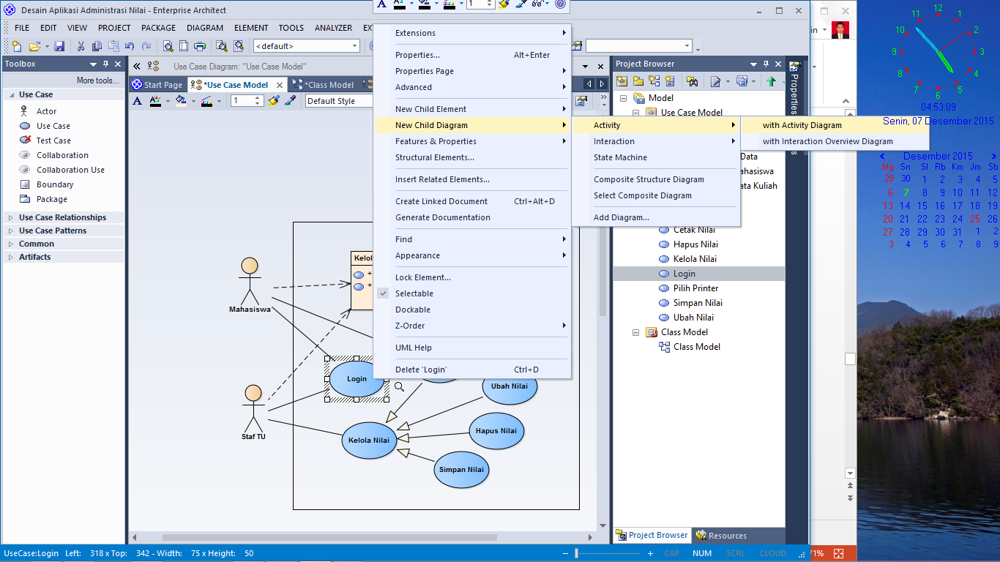 Desain Aplikasi Administrasi Nilai - Enterprise Architect
FILE EDIT VIEW PROJECT PACKAGE DIAGRAM ELEMENT TOOLS ANALYZER
<default>
Toolbox
More tools...
Use Case
Actor
Use Case
Test Case
Collaboration
Collaboration Use
Boundary
Package
Use Case Relationships
Use Case Patterns
Common
Artifacts
Use Case Diagram: "Use Case Model"
Start Page
*Use Case Model
*Class Model
1
Default Style
1
Extensions
Properties... Alt+Enter
Properties Page
Advanced
New Child Element
New Child Diagram
Features & Properties
Structural Elements...
Insert Related Elements...
Create Linked Document Ctrl+Alt+D
Generate Documentation
Find
Appearance
Lock Element...
Selectable
Dockable
Z-Order
UML Help
Delete 'Login' Ctrl+D
Activity
Interaction
State Machine
Composite Structure Diagram
Select Composite Diagram
Add Diagram...
with Activity Diagram
with Interaction Overview Diagram
Mahasiswa
Staf TU
Kelola
Login
Kelola Nilai
Ubah Nilai
Hapus Nilai
Simpan Nilai
Project Browser
Model
Use Case Model
Data
Kuliah
Cetak Nilai
Hapus Nilai
Kelola Nilai
Login
Pilih Printer
Simpan Nilai
Ubah Nilai
Class Model
Class Model
Project Browser
Resources
Properties
UseCase:Login Left: 318 x Top: 342 - Width: 75 x Height: 50
CAP NUM SCRL CLOUD
71%
12 1 2 3 4 5 6 7 8 9 10 11
04:53:09
Senin, 07 Desember 2015
< Desember 2015 >
Mg Sn Sl Rb Km Jm Sb
29 30 1 2 3 4 5
6 7 8 9 10 11 12
13 14 15 16 17 18 19
20 21 22 23 24 25 26
27 28 29 30 31 1 2
3 4 5 6 7 8 9